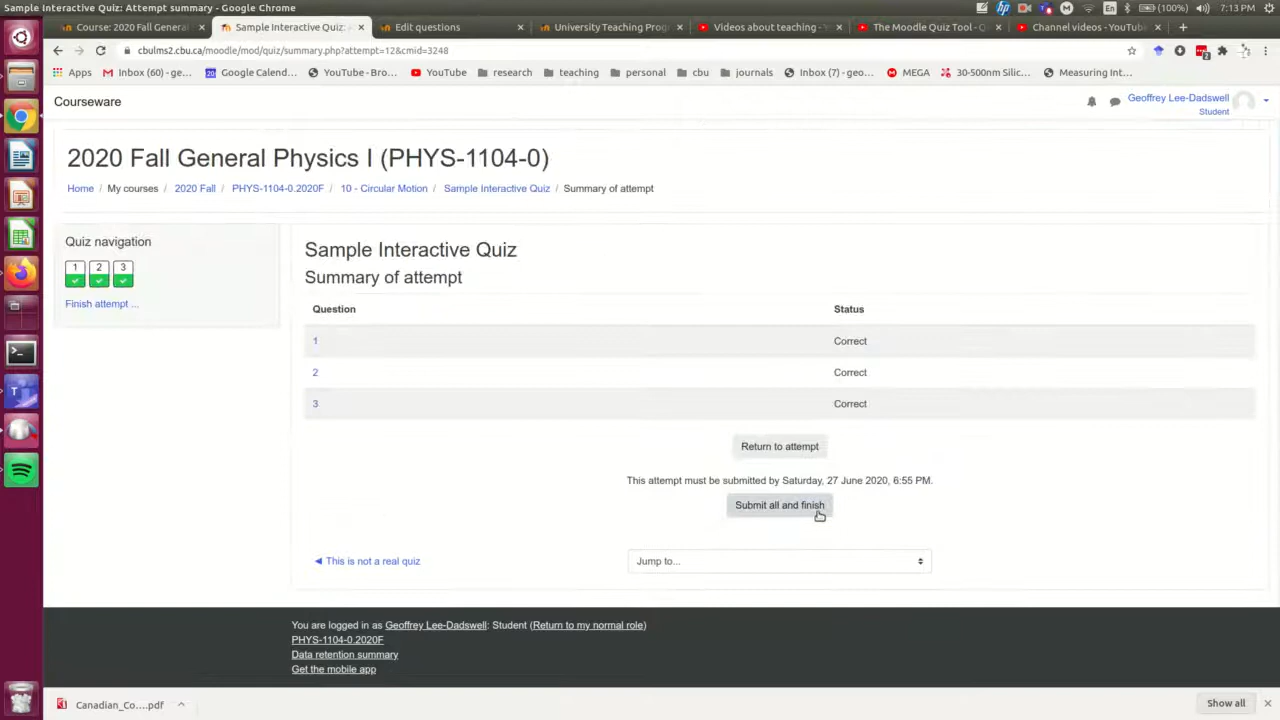 Sample Interactive Quiz: Attempt summary - Google Chrome
En
(100%)
7:13 PM
Course: 2020 Fall General
Sample Interactive Quiz:
Edit questions
University Teaching Prog
Videos about teaching -
The Moodle Quiz Tool -
Channel videos - YouTube
cbulms2.cbu.ca/moodle/mod/quiz/summary.php?attempt=12&cmid=3248
2
Apps
Inbox (60) - ge...
Google Calend...
YouTube - Bro...
YouTube
research
teaching
personal
cbu
journals
Inbox (7) - geo...
MEGA
30-500nm Silic...
Measuring Int...
Courseware
Geoffrey Lee-Dadswell
Student
2020 Fall General Physics I (PHYS-1104-0)
Home / My courses / 2020 Fall / PHYS-1104-0.2020F / 10 - Circular Motion / Sample Interactive Quiz / Summary of attempt
Quiz navigation
1 2 3
Finish attempt ...
Sample Interactive Quiz
Summary of attempt
Question Status
1 Correct
2 Correct
3 Correct
Return to attempt
This attempt must be submitted by Saturday, 27 June 2020, 6:55 PM.
Submit all and finish
◄ This is not a real quiz
Jump to...
You are logged in as Geoffrey Lee-Dadswell: Student (Return to my normal role)
PHYS-1104-0.2020F
Data retention summary
Get the mobile app
Canadian_Co....pdf
Show all